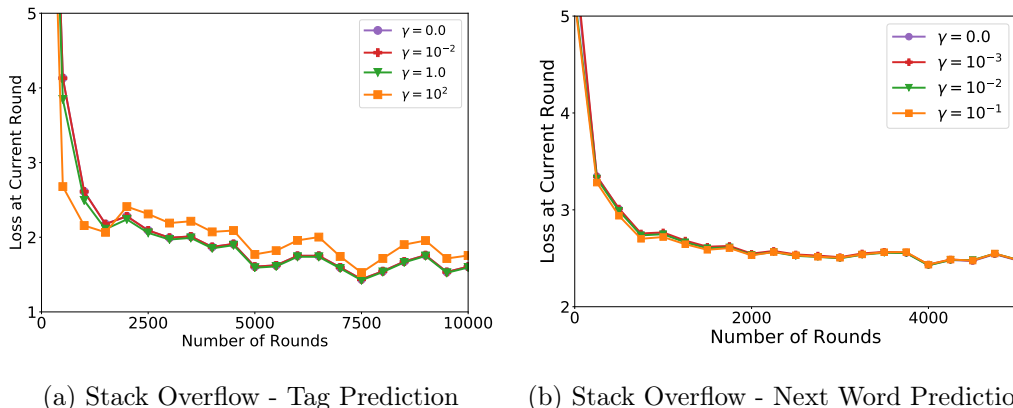 5
4
3
2
1
0
2500
5000
7500
10000
Loss at Current Round
Number of Rounds
γ = 0.0
γ = 10⁻²
γ = 1.0
γ = 10²
(a) Stack Overflow - Tag Prediction
5
4
3
2
0
2000
4000
Loss at Current Round
Number of Rounds
γ = 0.0
γ = 10⁻³
γ = 10⁻²
γ = 10⁻¹
(b) Stack Overflow - Next Word Predictio